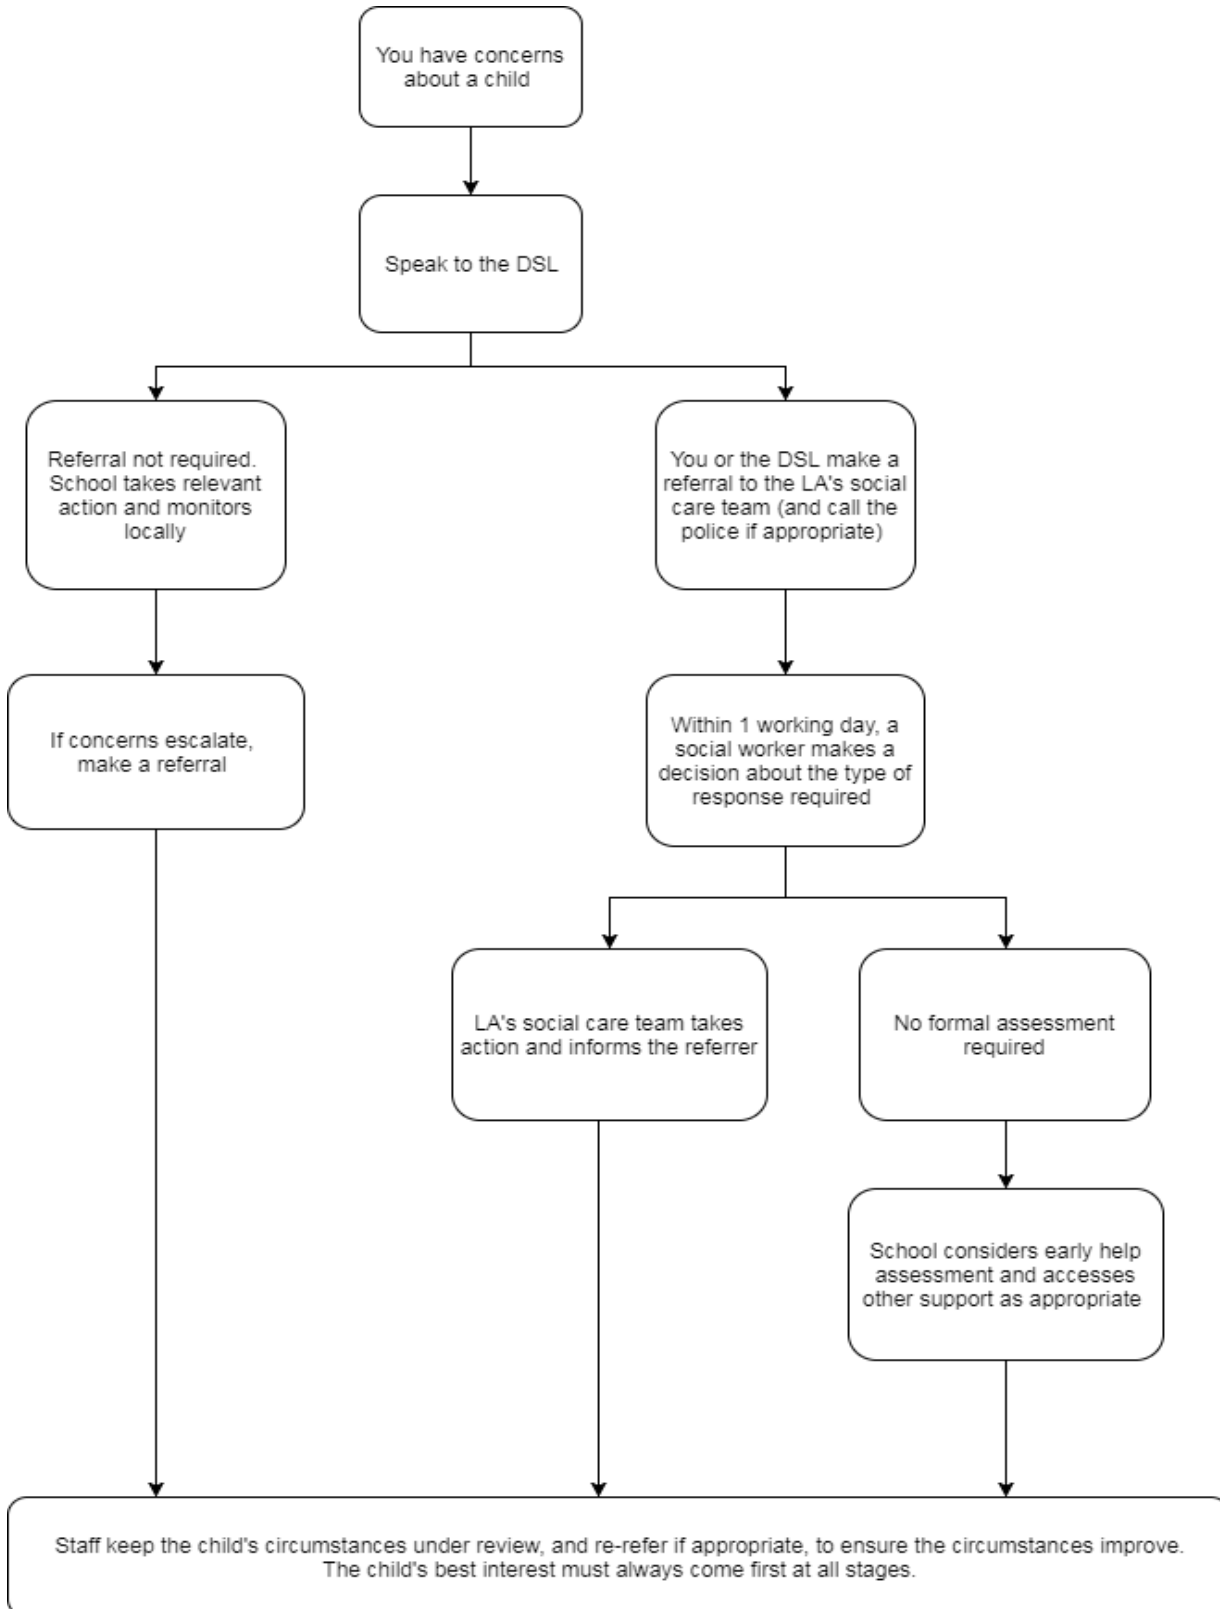 You have concerns
about a child
Speak to the DSL
Referral not required.
School takes relevant
action and monitors
locally
You or the DSL make a
referral to the LA's social
care team (and call the
police if appropriate)
If concerns escalate,
make a referral
Within 1 working day, a
social worker makes a
decision about the type of
response required
LA's social care team takes
action and informs the referrer
No formal assessment
required
School considers early help
assessment and accesses
other support as appropriate
Staff keep the child's circumstances under review, and re-refer if appropriate, to ensure the circumstances improve.
The child's best interest must always come first at all stages.